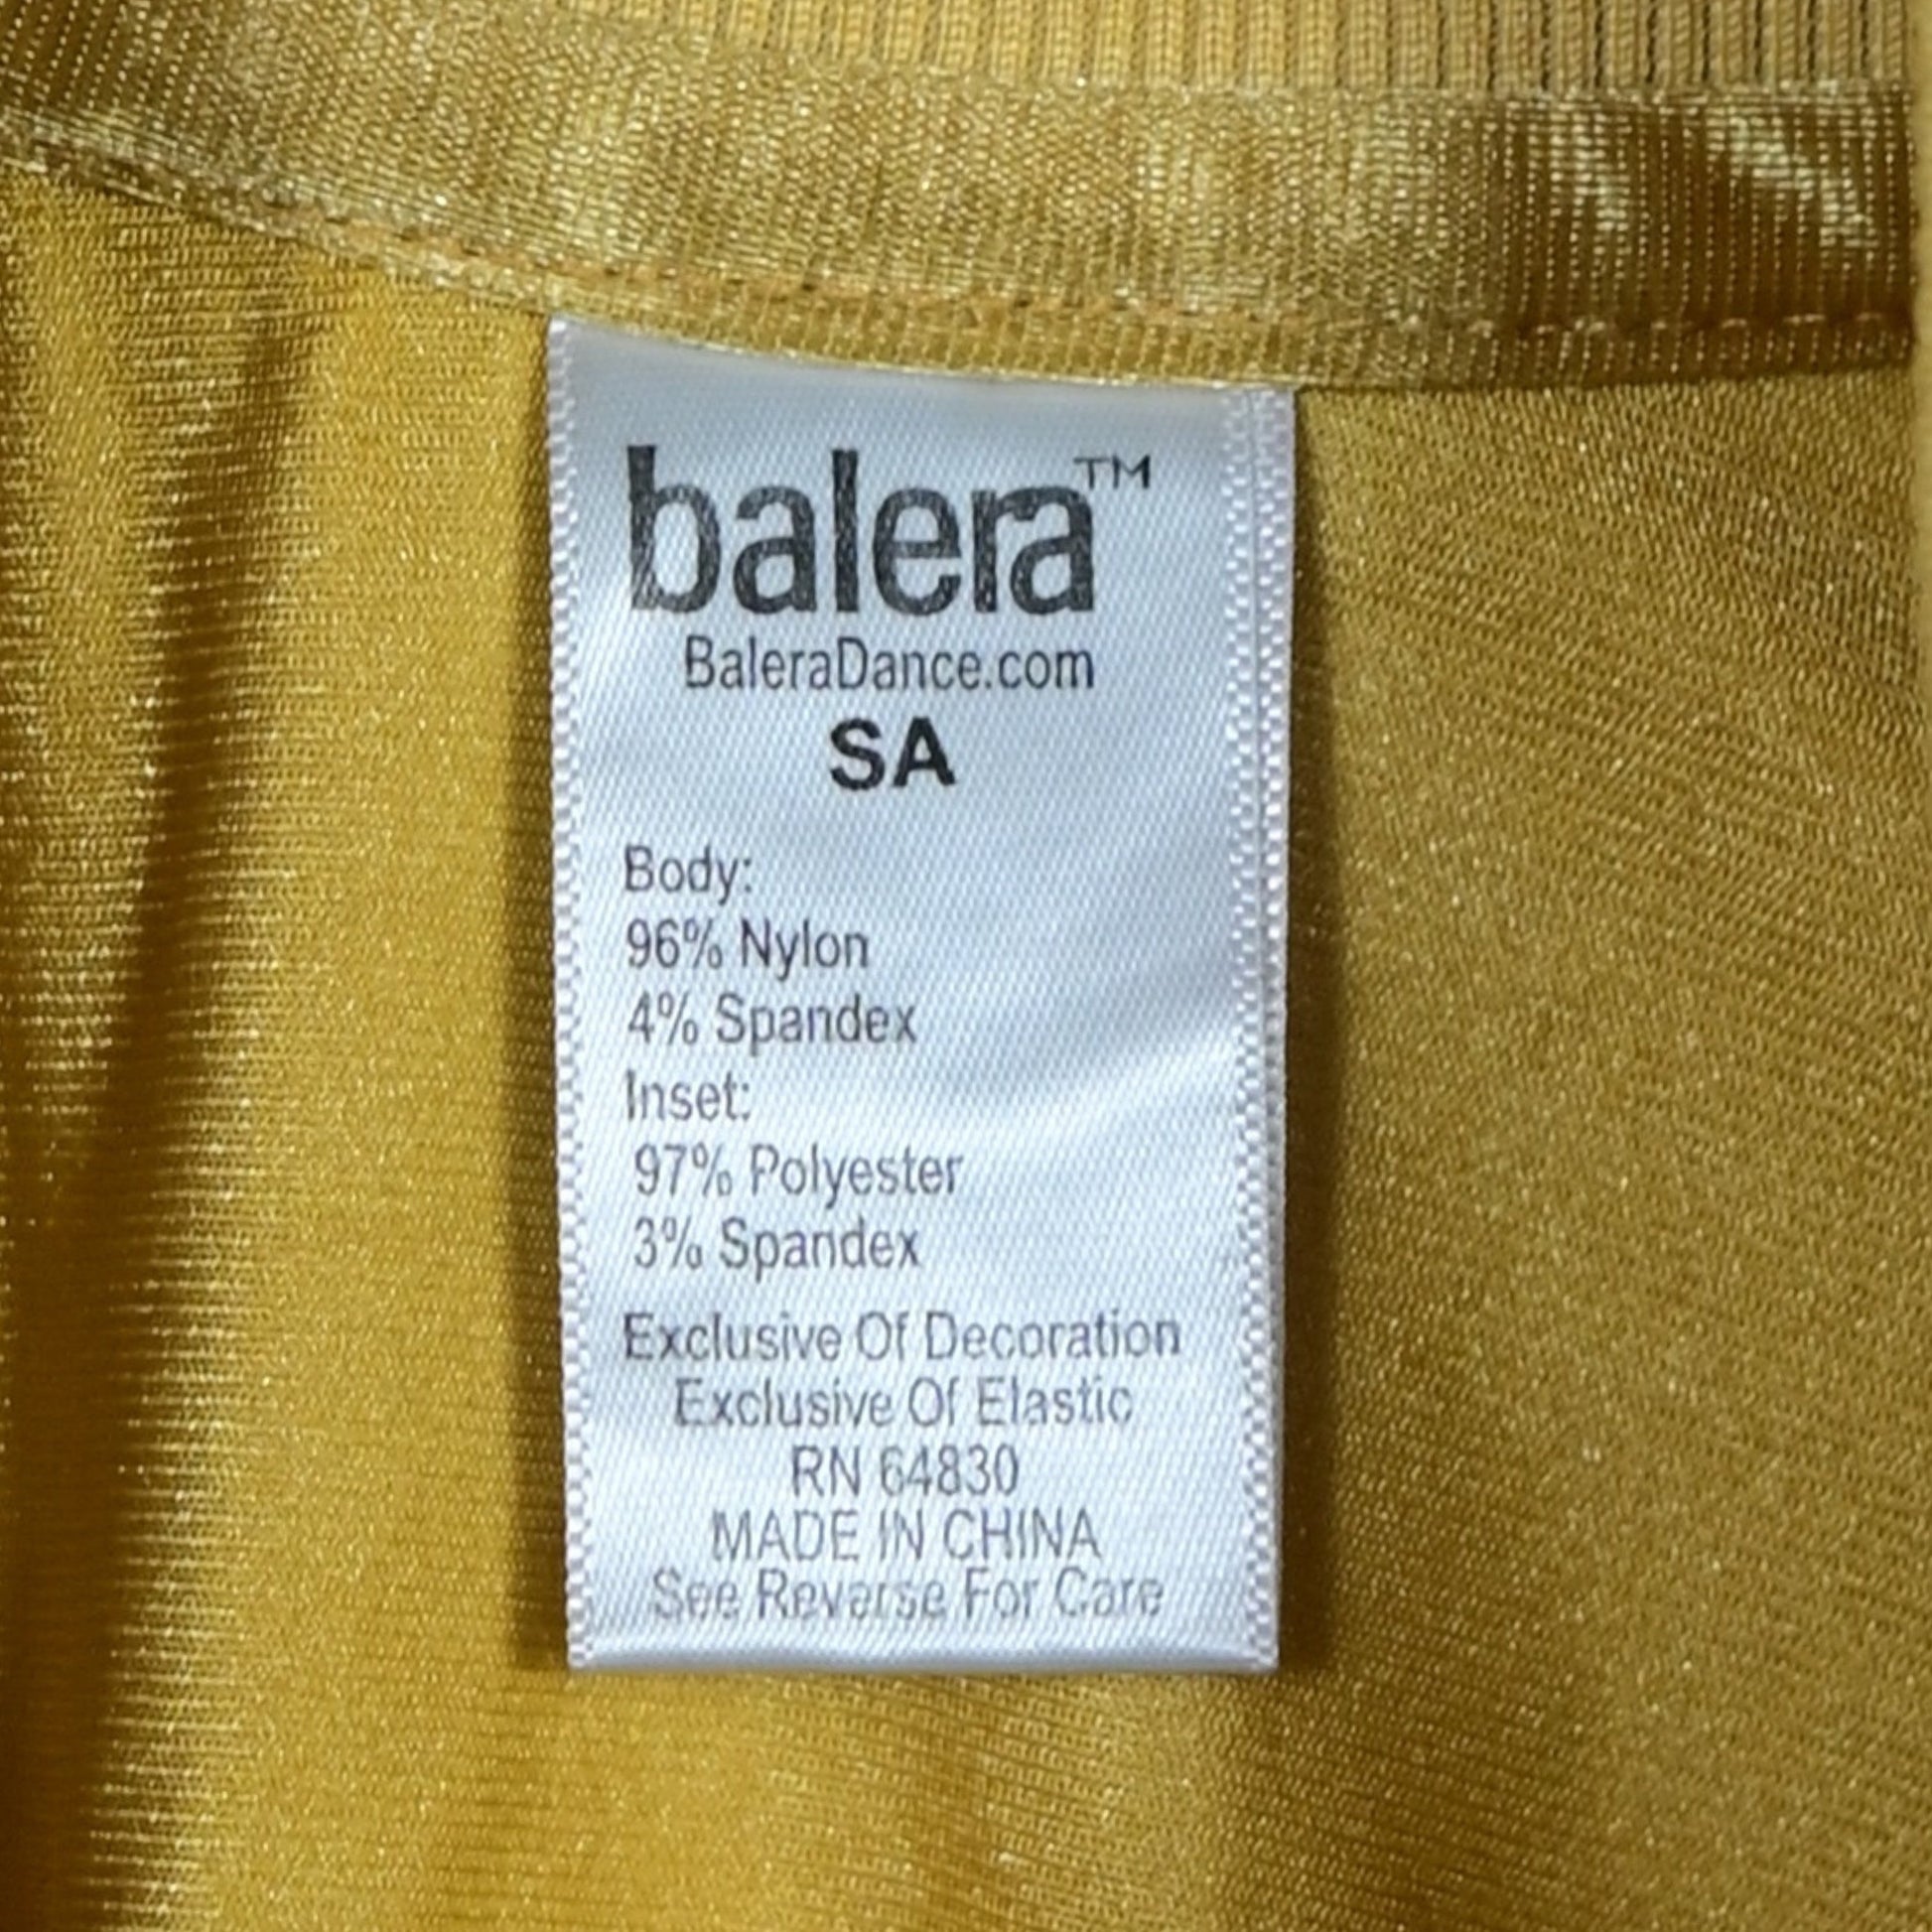 balera™
BaleraDance.com
SA
Body:
96% Nylon
4% Spandex
Inset:
97% Polyester
3% Spandex
Exclusive Of Decoration
Exclusive Of Elastic
RN 64830
MADE IN CHINA
See Reverse For Care